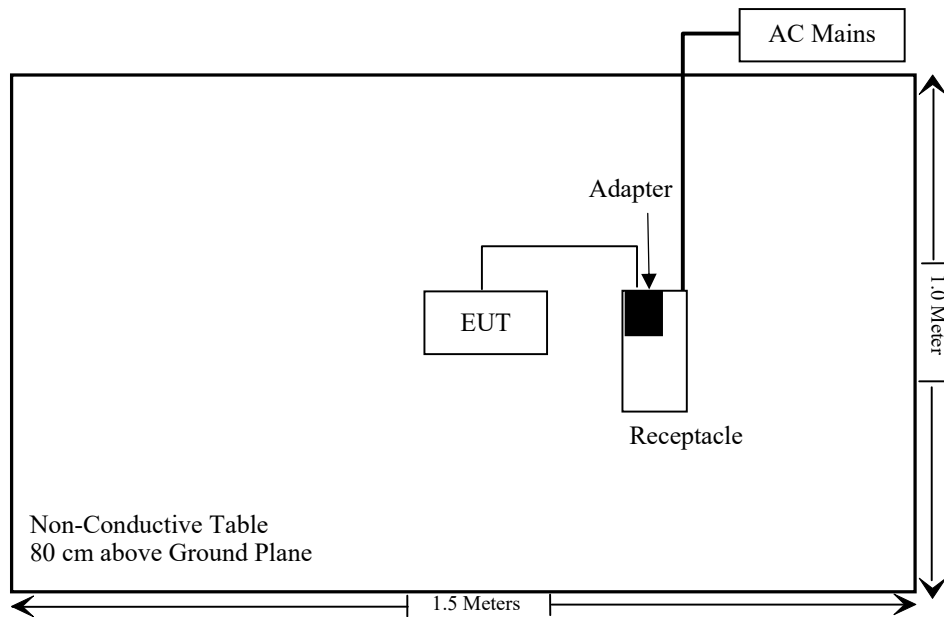 AC Mains
Adapter
EUT
1.0 Meter
Receptacle
Non-Conductive Table
80 cm above Ground Plane
1.5 Meters